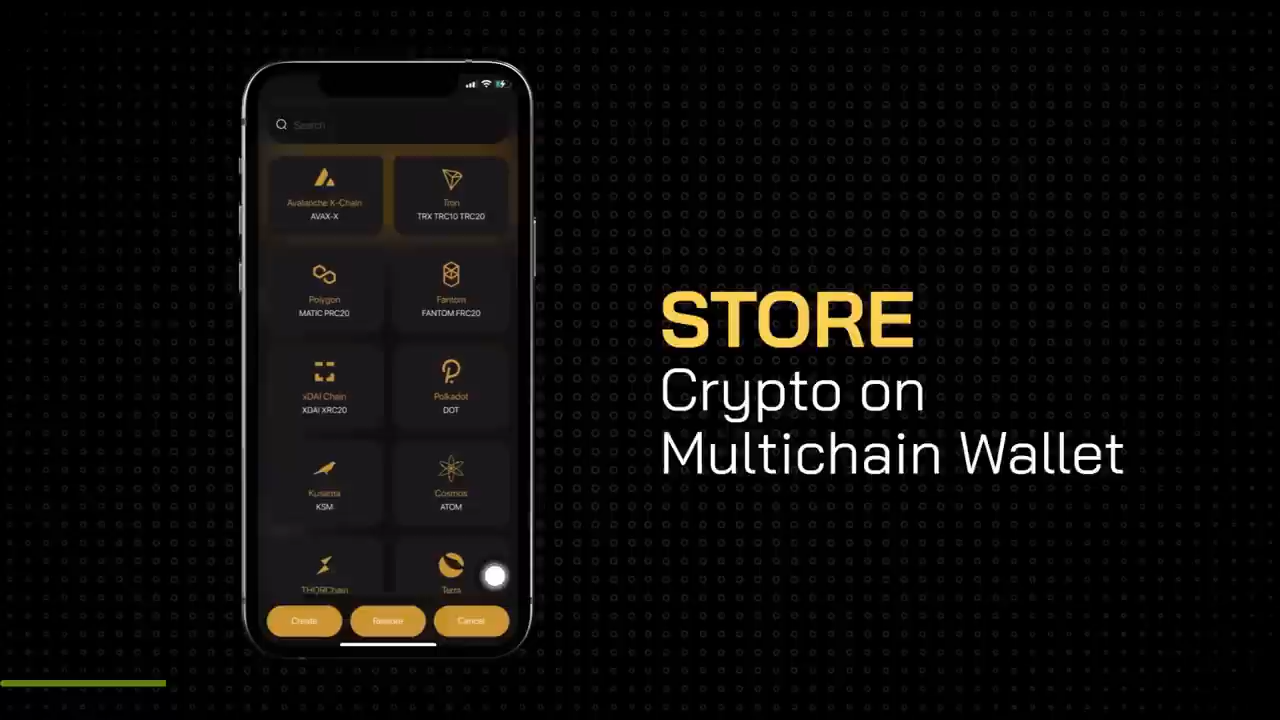 Search
Avalanche X-Chain
AVAX-X
Tron
TRX TRC10 TRC20
Polygon
MATIC PRC20
Fantom
FANTOM FRC20
xDAI Chain
XDAI XRC20
Polkadot
DOT
Kusama
KSM
Cosmos
ATOM
THORChain
Terra
Create
Restore
Cancel
STORE
Crypto on
Multichain Wallet